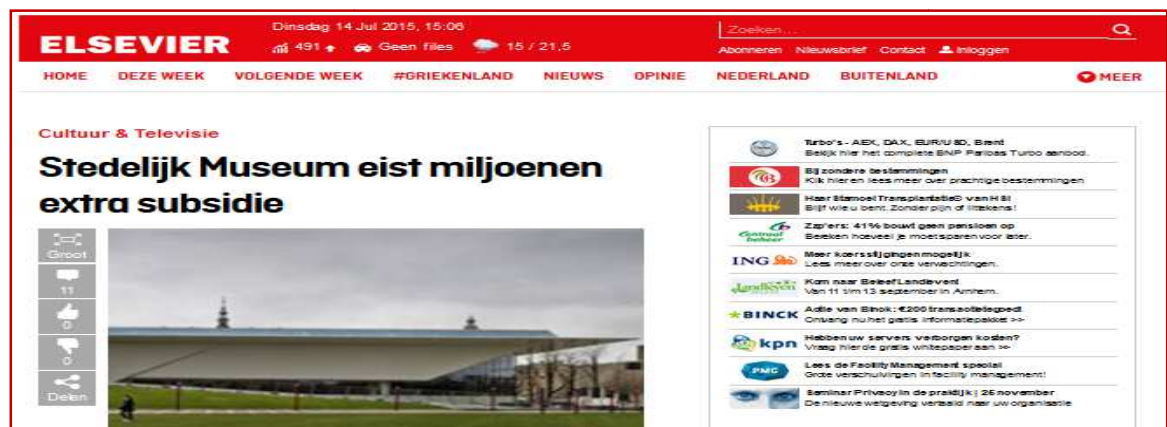 Dinsdag 14 Jul 2015, 15:06
ELSEVIER
491 Geen files 15 / 21,5
Zoeken...
Abonneren Nieuwsbrief Contact Inloggen
HOME DEZE WEEK VOLGENDE WEEK #GRIEKENLAND NIEUWS OPINIE NEDERLAND BUITENLAND MEER
Cultuur & Televisie
Stedelijk Museum eist miljoenen
extra subsidie
Groot
11
0
0
Delen
Turbo's - AEX, DAX, EUR/USD, Brent
Bekijk hier het complete BNP Paribas Turbo aanbod.
Bijzondere bestemmingen
Klik hier en lees meer over prachtige bestemmingen
Haar Stamcel Transplantatie© van HSI
Blijf wie u bent. Zonder pijn of littekens!
Centraal
beheer
Zzp'ers: 41% bouwt geen pensioen op
Bereken hoeveel je moet sparen voor later.
ING
Meer koersstijgingen mogelijk
Lees meer over onze verwachtingen.
Landleven
Kom naar Beleef Landleven!
Van 11 t/m 13 september in Arnhem.
BINCK
Actie van Binck: €200 transactietegoed!
Ontvang nu het gratis informatiepakket >>
kpn
Hebben uw servers verborgen kosten?
Vraag hier de gratis whitepaper aan >>
PMG
Lees de Facility Management special
Grote verschuivingen in facility management!
Seminar Privacy in de praktijk | 26 november
De nieuwe wetgeving vertaald naar uw organisatie